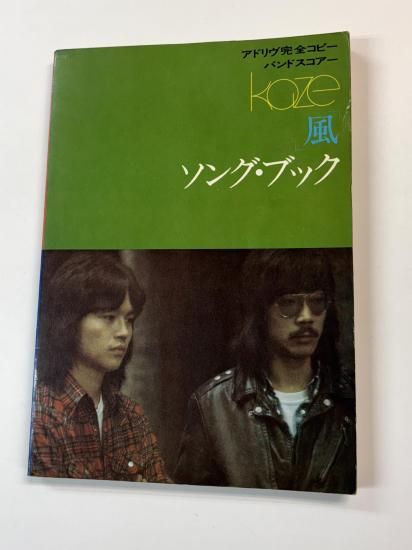 アドリヴ完全コピー
バンドスコアー
kaze
「風」
ソング・ブック